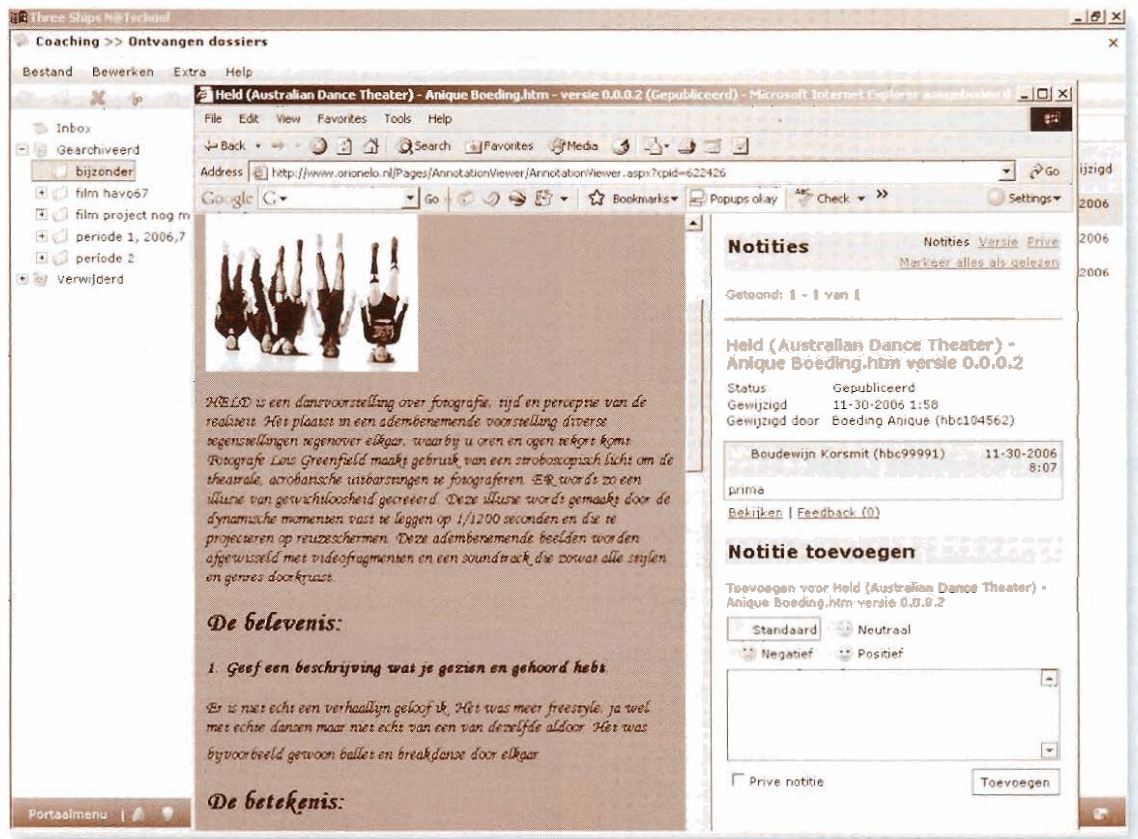 Three Ships N@Tschool
Coaching >> Ontvangen dossiers
Bestand Bewerken Extra Help
Inbox
Gearchiveerd
bijzonder
film havo67
film project nog m
periode 1, 2006,7
periode 2
Verwijderd
ijzigd
2006
2006
2006
Held (Australian Dance Theater) - Anique Boeding.htm - versie 0.0.0.2 (Gepubliceerd) - Microsoft Internet Explorer aangeboden d
File Edit View Favorites Tools Help
Back Search Favorites Media
Address http://www.orionelo.nl/Pages/AnnotationViewer/AnnotationViewer.aspx?cpid=622426 Go
Google G Go Bookmarks Popups okay ABC Check >> Settings
HELD is een dansvoorstelling over fotografie, tijd en perceptie van de
realiteit. Het plaatst in een adembenemende voorstelling diverse
tegenstellingen tegenover elkaar, waarbij u oren en ogen tekort komt.
Fotografe Lois Greenfield maakt gebruik van een stroboscopisch licht om de
theatrale, acrobatische uitbarstingen te fotograferen. ER wordt zo een
illusie van gewichtloosheid gecreëerd. Deze illusie wordt gemaakt door de
dynamische momenten vast te leggen op 1/1200 seconden en die te
projecteren op reuzeschermen. Deze adembenemende beelden worden
afgewisseld met videofragmenten en een soundtrack die zowat alle stijlen
en genres doorkruist.
De belevenis:
1. Geef een beschrijving wat je gezien en gehoord hebt.
Er is niet echt een verhaallijn geloof ik. Het was meer freestyle. ja wel
met echte dansen maar niet echt van een van dezelfde aldoor. Het was
bijvoorbeeld gewoon ballet en breakdanse door elkaar
De betekenis:
Notities
Notities Versie Prive
Markeer alles als gelezen
Getoond: 1 - 1 van 1
Held (Australian Dance Theater) -
Anique Boeding.htm versie 0.0.0.2
Status Gepubliceerd
Gewijzigd 11-30-2006 1:58
Gewijzigd door Boeding Anique (hbc104562)
Boudewijn Korsmit (hbc99991) 11-30-2006
8:07
prima
Bekijken | Feedback (0)
Notitie toevoegen
Toevoegen voor Held (Australian Dance Theater) -
Anique Boeding.htm versie 0.0.0.2
Standaard Neutraal
Negatief Positief
Prive notitie Toevoegen
Portaalmenu |